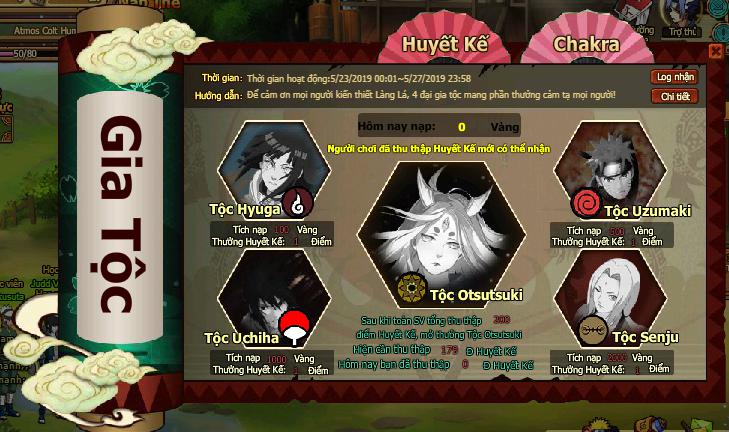 Atmos Colt Hun
50/80
Trợ thủ
Huyết Kế
Chakra
Gia Tộc
Thời gian: Thời gian hoạt động:5/23/2019 00:01~5/27/2019 23:58
Log nhận
Hướng dẫn: Để cảm ơn mọi người kiến thiết Làng Lá, 4 đại gia tộc mang phần thưởng cảm tạ mọi người!
Chi tiết
Hôm nay nạp: 0 Vàng
Người chơi đã thu thập Huyết Kế mới có thể nhận
Tộc Hyuga
Tích nạp 100 Vàng
Thưởng Huyết Kế: 1 Điểm
Tộc Uzumaki
Tích nạp 500 Vàng
Thưởng Huyết Kế: 1 Điểm
Tộc Otsutsuki
Sau khi toàn SV tổng thu thập 200
điểm Huyết Kế, mở thưởng Tộc Otsutsuki
Hiện cần thu thập 179 Đ Huyết Kế
Hôm nay bạn đã thu thập 0 Đ Huyết Kế
Tộc Uchiha
Tích nạp 1000 Vàng
Thưởng Huyết Kế: 1 Điểm
Tộc Senju
Tích nạp 2000 Vàng
Thưởng Huyết Kế: 1 Điểm